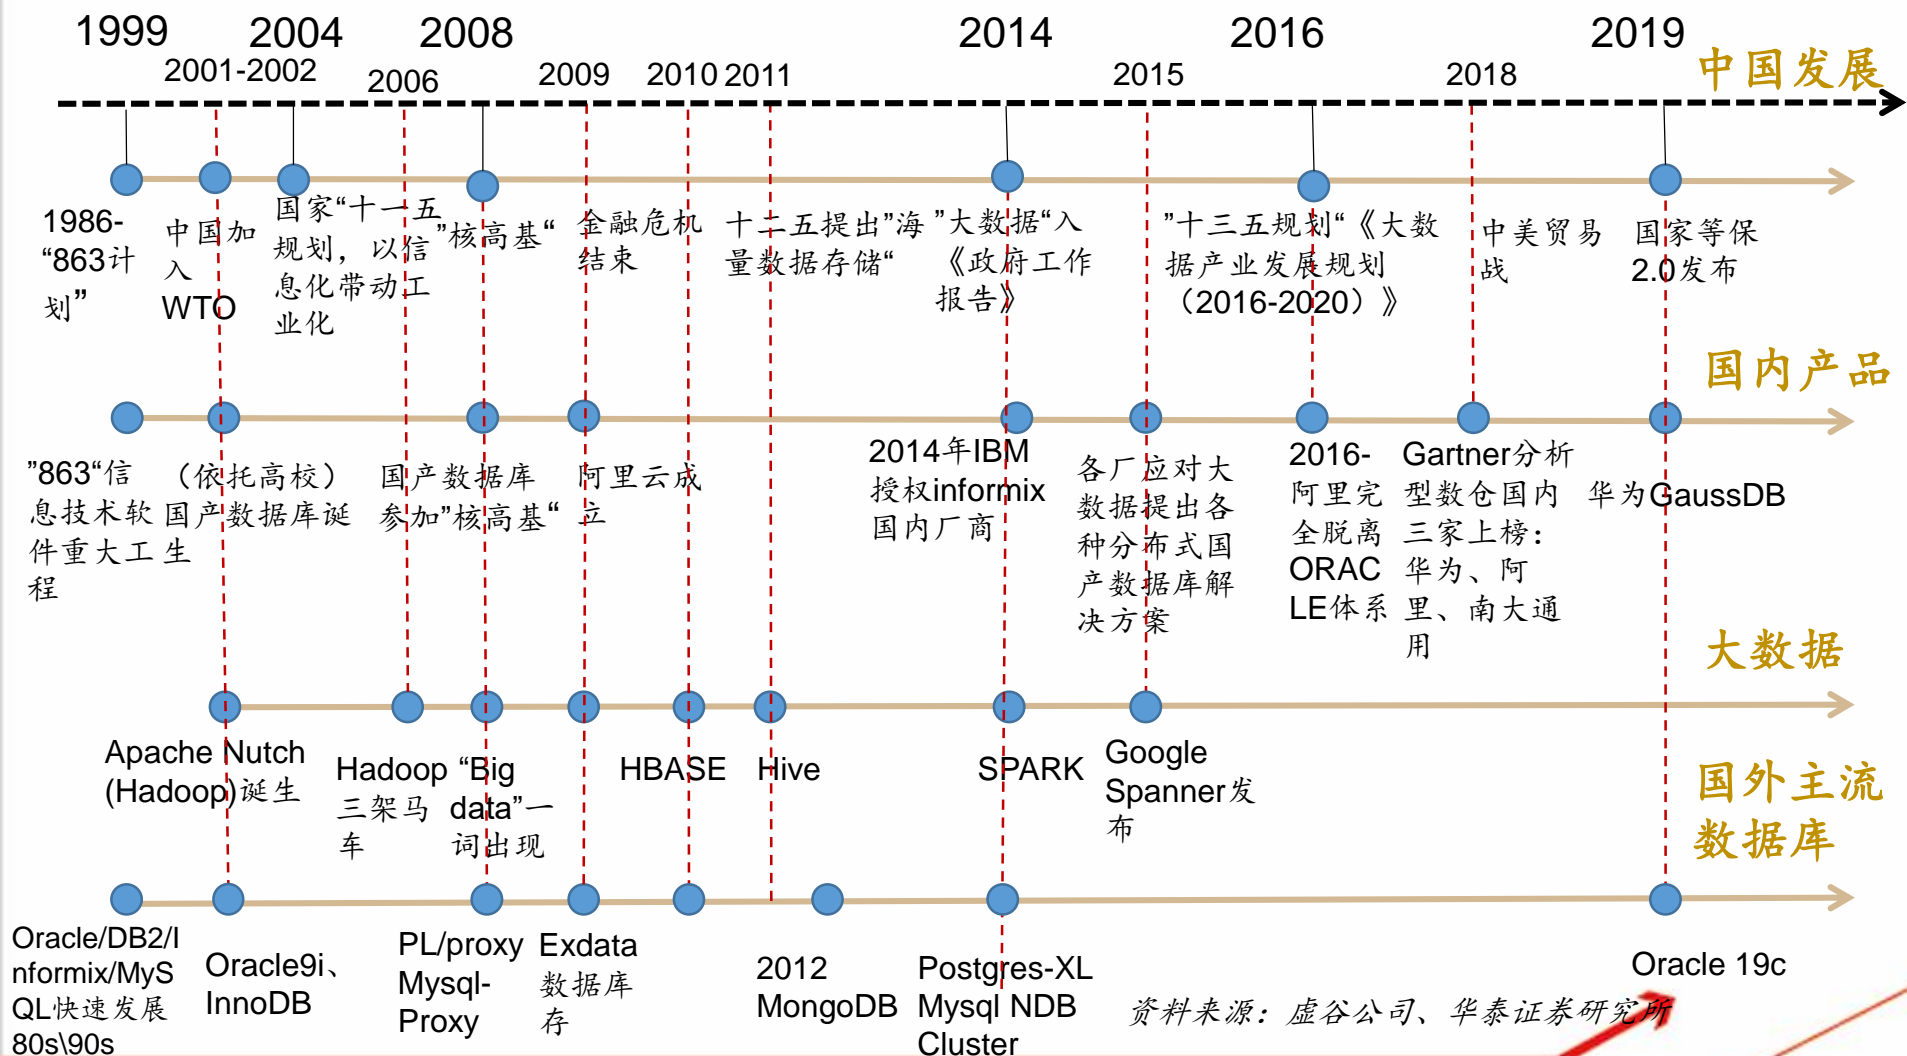 1999
2004
2008
2014
2016
2019
2001-2002
2006
2009
2010
2011
2015
2018
中国发展
1986-
“863计
划”
中国加
入
WTO
国家“十一五
规划，以信
息化带动工
业化
”核高基“
金融危机
结束
十二五提出”海
量数据存储“
”大数据“入
《政府工作
报告》
”十三五规划“《大数
据产业发展规划
（2016-2020）》
中美贸易
战
国家等保
2.0发布
国内产品
”863“信
息技术软
件重大工
程
（依托高校）
国产数据库诞
生
国产数据库
参加”核高基“
阿里云成
立
2014年IBM
授权informix
国内厂商
各厂应对大
数据提出各
种分布式国
产数据库解
决方案
2016-
阿里完
全脱离
ORAC
LE体系
Gartner分析
型数仓国内
三家上榜：
华为、阿
里、南大通
用
华为GaussDB
大数据
Apache Nutch
(Hadoop)诞生
Hadoop
三架马
车
“Big
data”一
词出现
HBASE
Hive
SPARK
Google
Spanner发
布
国外主流
数据库
Oracle/DB2/I
nformix/MyS
QL快速发展
80s\90s
Oracle9i、
InnoDB
PL/proxy
Mysql-
Proxy
Exdata
数据库
存
2012
MongoDB
Postgres-XL
Mysql NDB
Cluster
Oracle 19c
资料来源：虚谷公司、华泰证券研究所